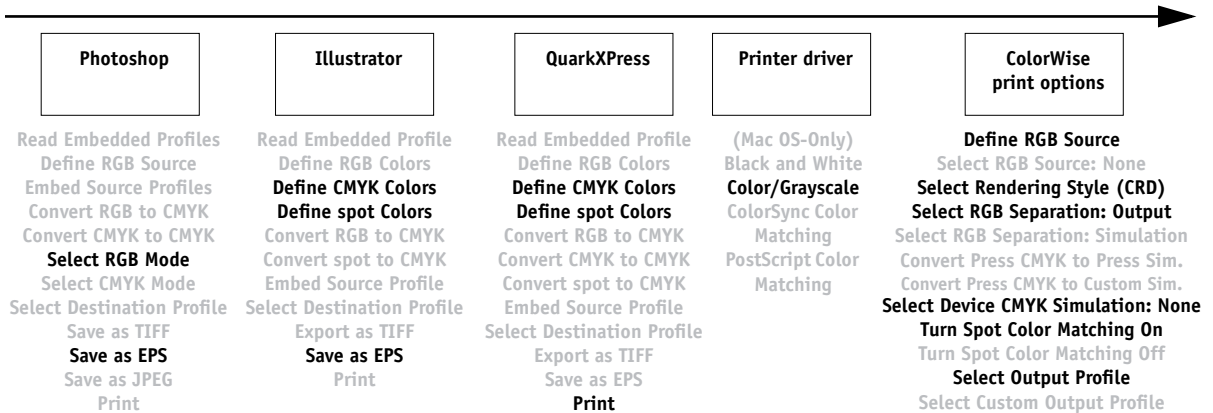 Photoshop
Read Embedded Profiles
Define RGB Source
Embed Source Profiles
Convert RGB to CMYK
Convert CMYK to CMYK
Select RGB Mode
Select CMYK Mode
Select Destination Profile
Save as TIFF
Save as EPS
Save as JPEG
Print
Illustrator
Read Embedded Profile
Define RGB Colors
Define CMYK Colors
Define spot Colors
Convert RGB to CMYK
Convert spot to CMYK
Embed Source Profile
Select Destination Profile
Export as TIFF
Save as EPS
Print
QuarkXPress
Read Embedded Profile
Define RGB Colors
Define CMYK Colors
Define spot Colors
Convert RGB to CMYK
Convert CMYK to CMYK
Convert spot to CMYK
Embed Source Profile
Select Destination Profile
Export as TIFF
Save as EPS
Print
Printer driver
(Mac OS-Only)
Black and White
Color/Grayscale
ColorSync Color
Matching
PostScript Color
Matching
ColorWise
print options
Define RGB Source
Select RGB Source: None
Select Rendering Style (CRD)
Select RGB Separation: Output
Select RGB Separation: Simulation
Convert Press CMYK to Press Sim.
Convert Press CMYK to Custom Sim.
Select Device CMYK Simulation: None
Turn Spot Color Matching On
Turn Spot Color Matching Off
Select Output Profile
Select Custom Output Profile